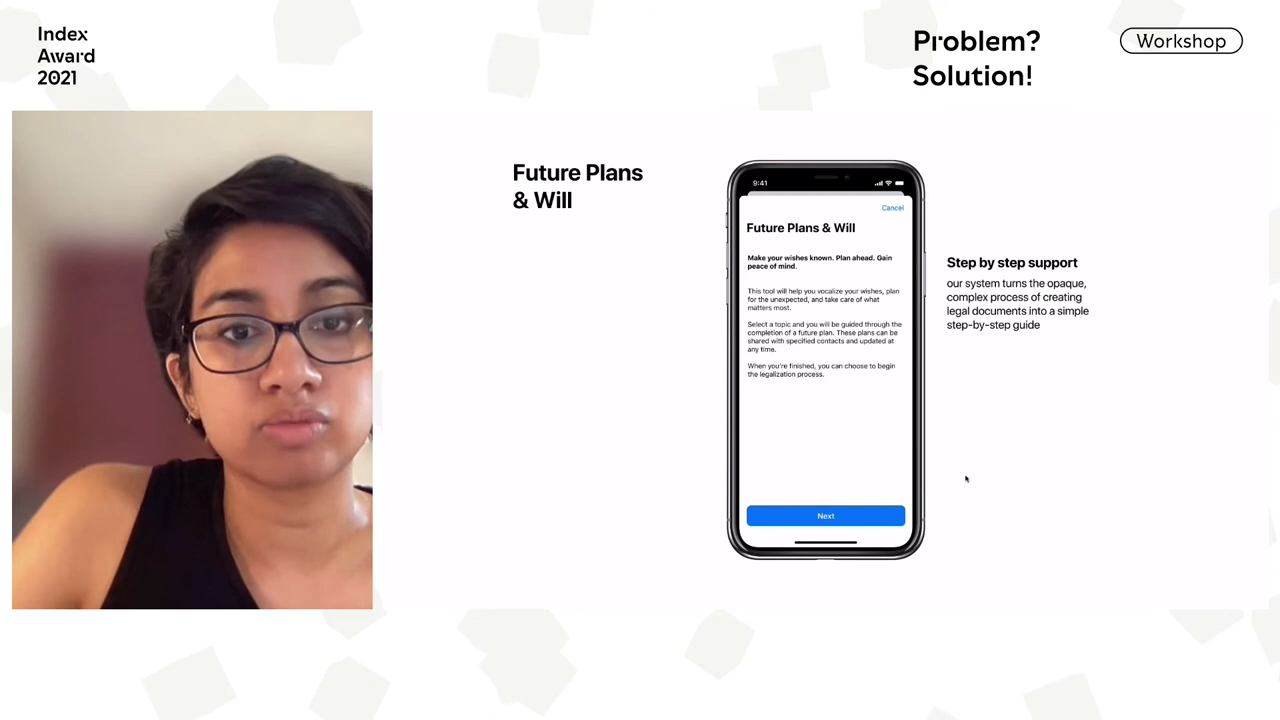 Index
Award
2021
Problem?
Solution!
Workshop
Future Plans
& Will
9:41
Cancel
Future Plans & Will
Make your wishes known. Plan ahead. Gain
peace of mind.
This tool will help you vocalize your wishes, plan
for the unexpected, and take care of what
matters most.
Select a topic and you will be guided through the
completion of a future plan. These plans can be
shared with specified contacts and updated at
any time.
When you're finished, you can choose to begin
the legalization process.
Next
Step by step support
our system turns the opaque,
complex process of creating
legal documents into a simple
step-by-step guide